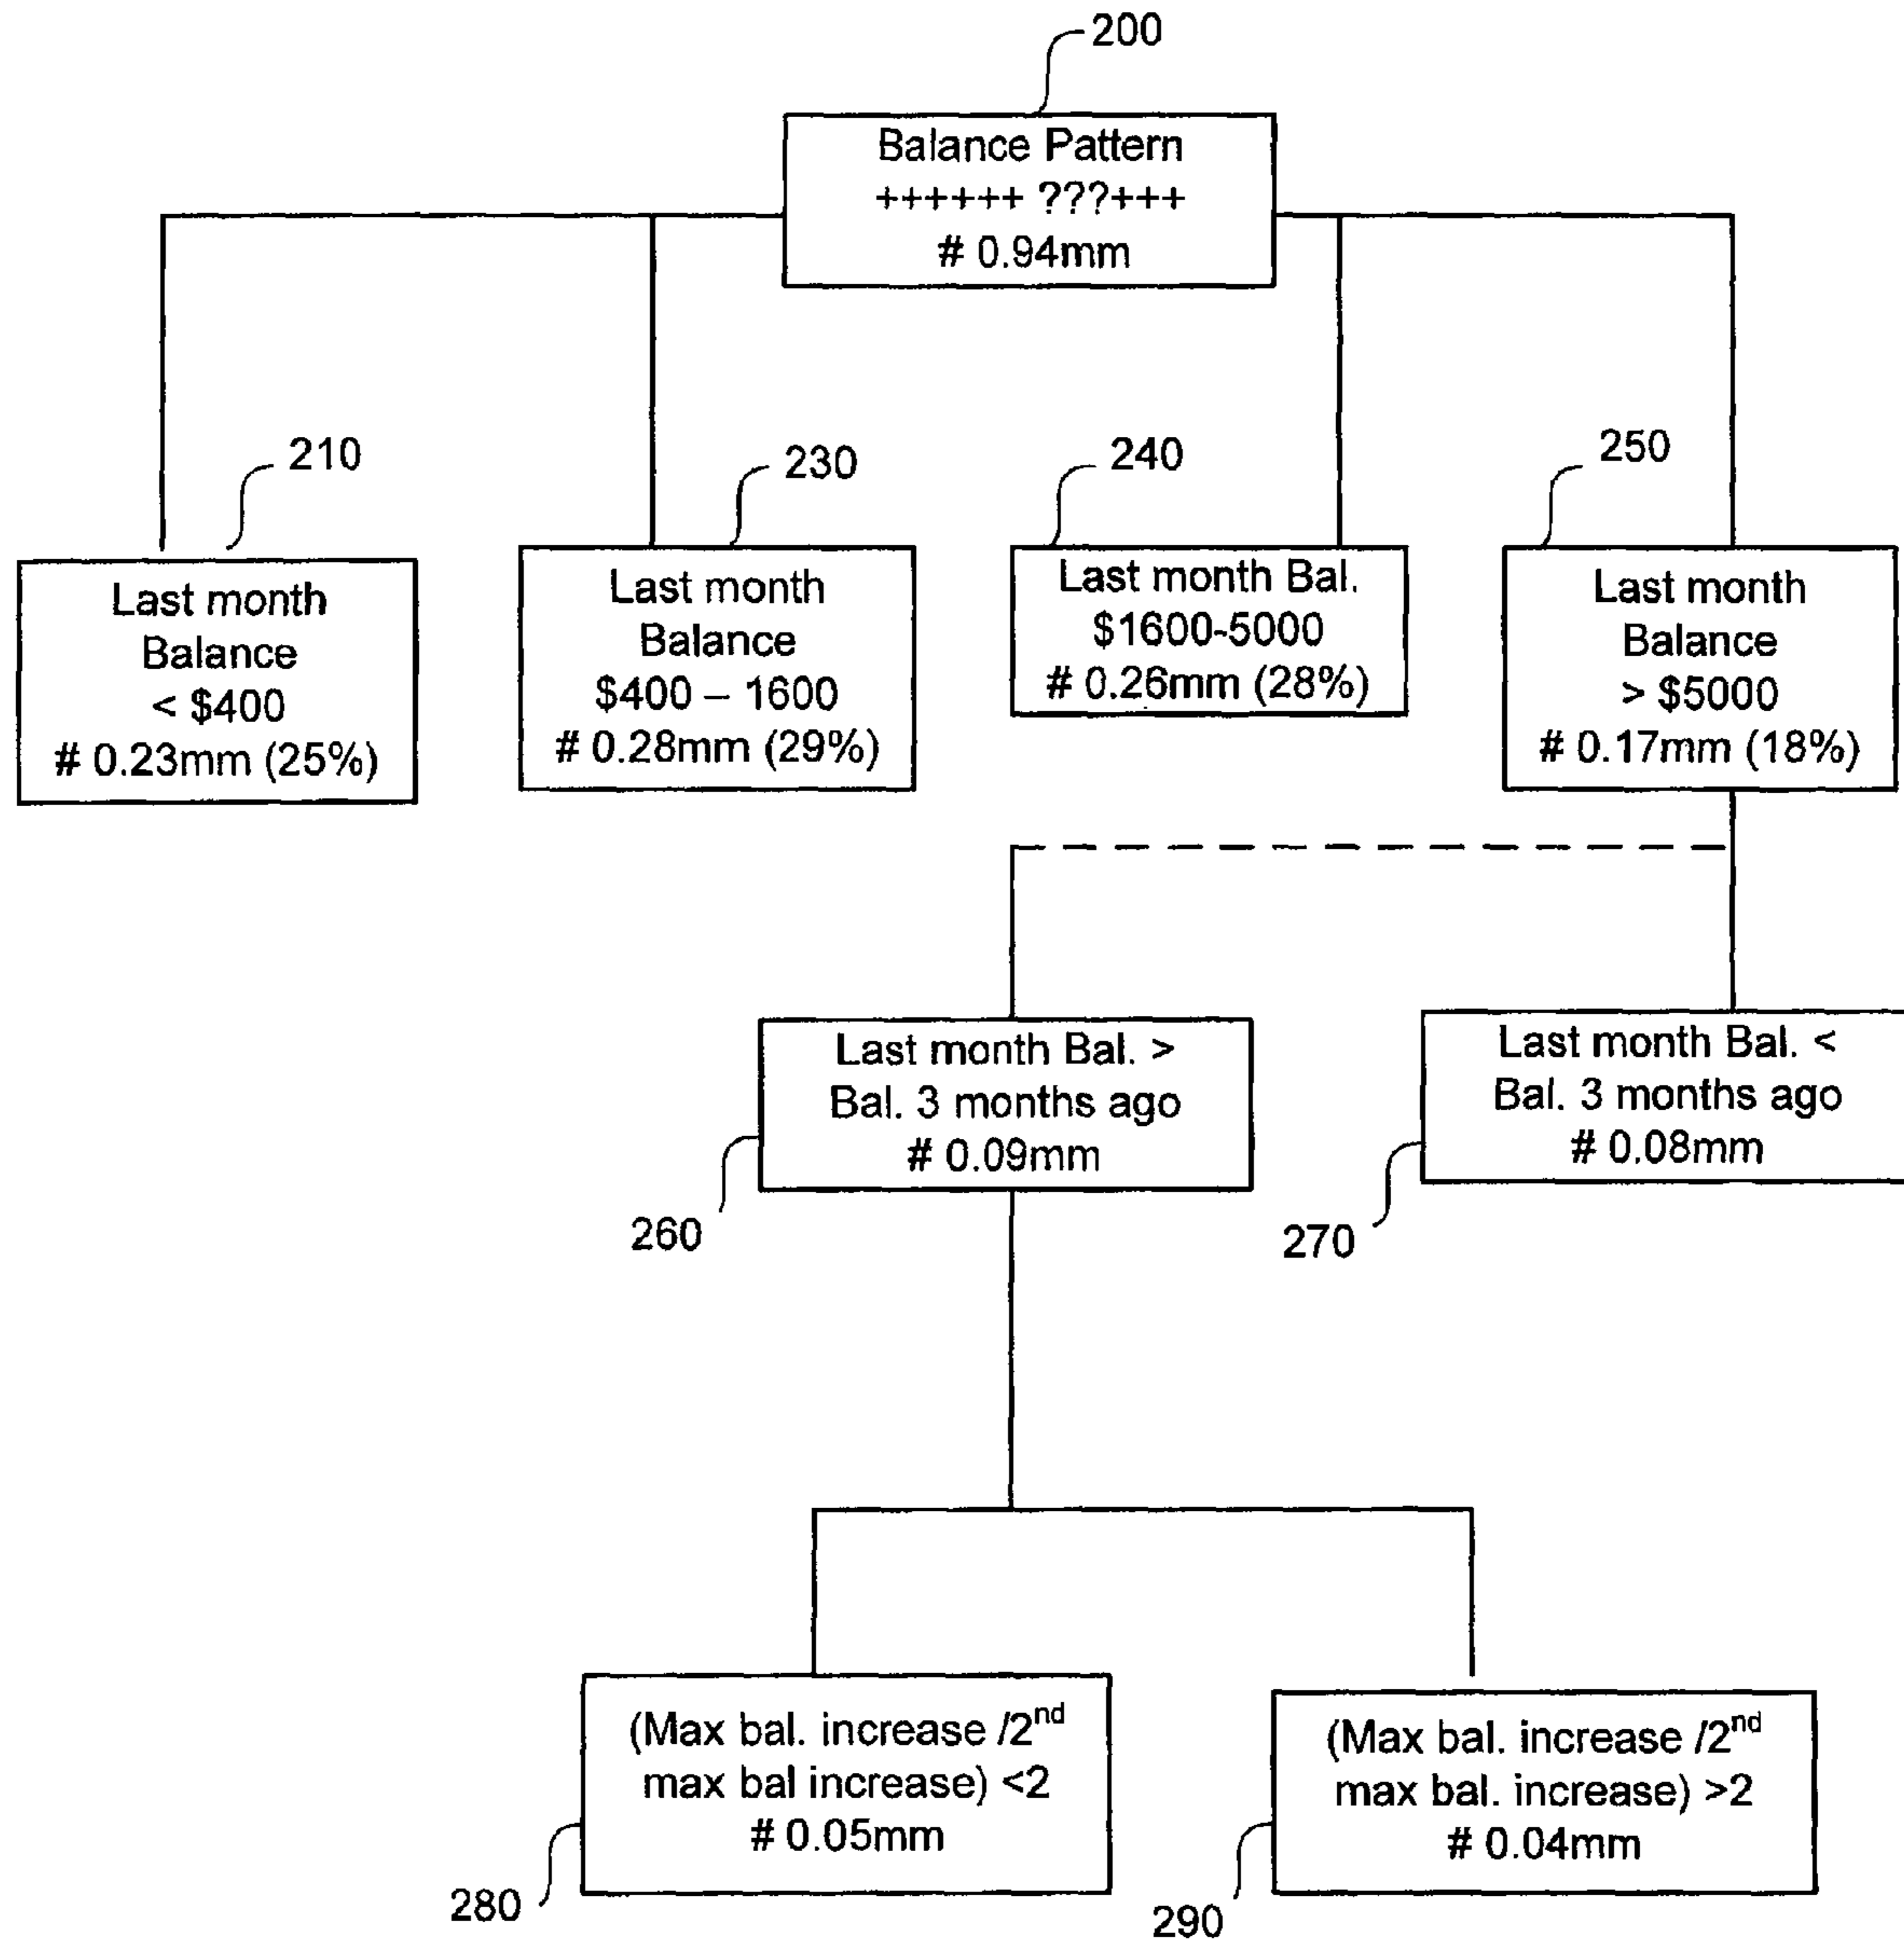 200
Balance Pattern
++++++ ???+++
# 0.94mm
210
230
240
250
Last month
Balance
< $400
# 0.23mm (25%)
Last month
Balance
$400 – 1600
# 0.28mm (29%)
Last month Bal.
$1600-5000
# 0.26mm (28%)
Last month
Balance
> $5000
# 0.17mm (18%)
Last month Bal. >
Bal. 3 months ago
# 0.09mm
260
Last month Bal. <
Bal. 3 months ago
# 0.08mm
270
(Max bal. increase /2nd
max bal increase) <2
# 0.05mm
280
(Max bal. increase /2nd
max bal. increase) >2
# 0.04mm
290